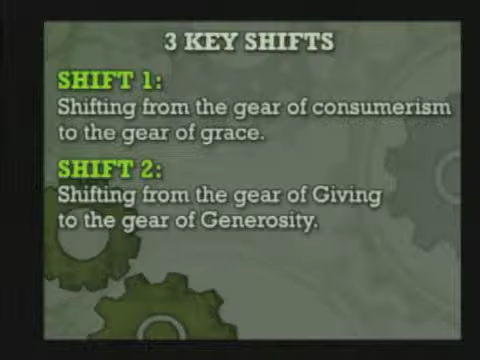 3 KEY SHIFTS
SHIFT 1:
Shifting from the gear of consumerism
to the gear of grace.
SHIFT 2:
Shifting from the gear of Giving
to the gear of Generosity.